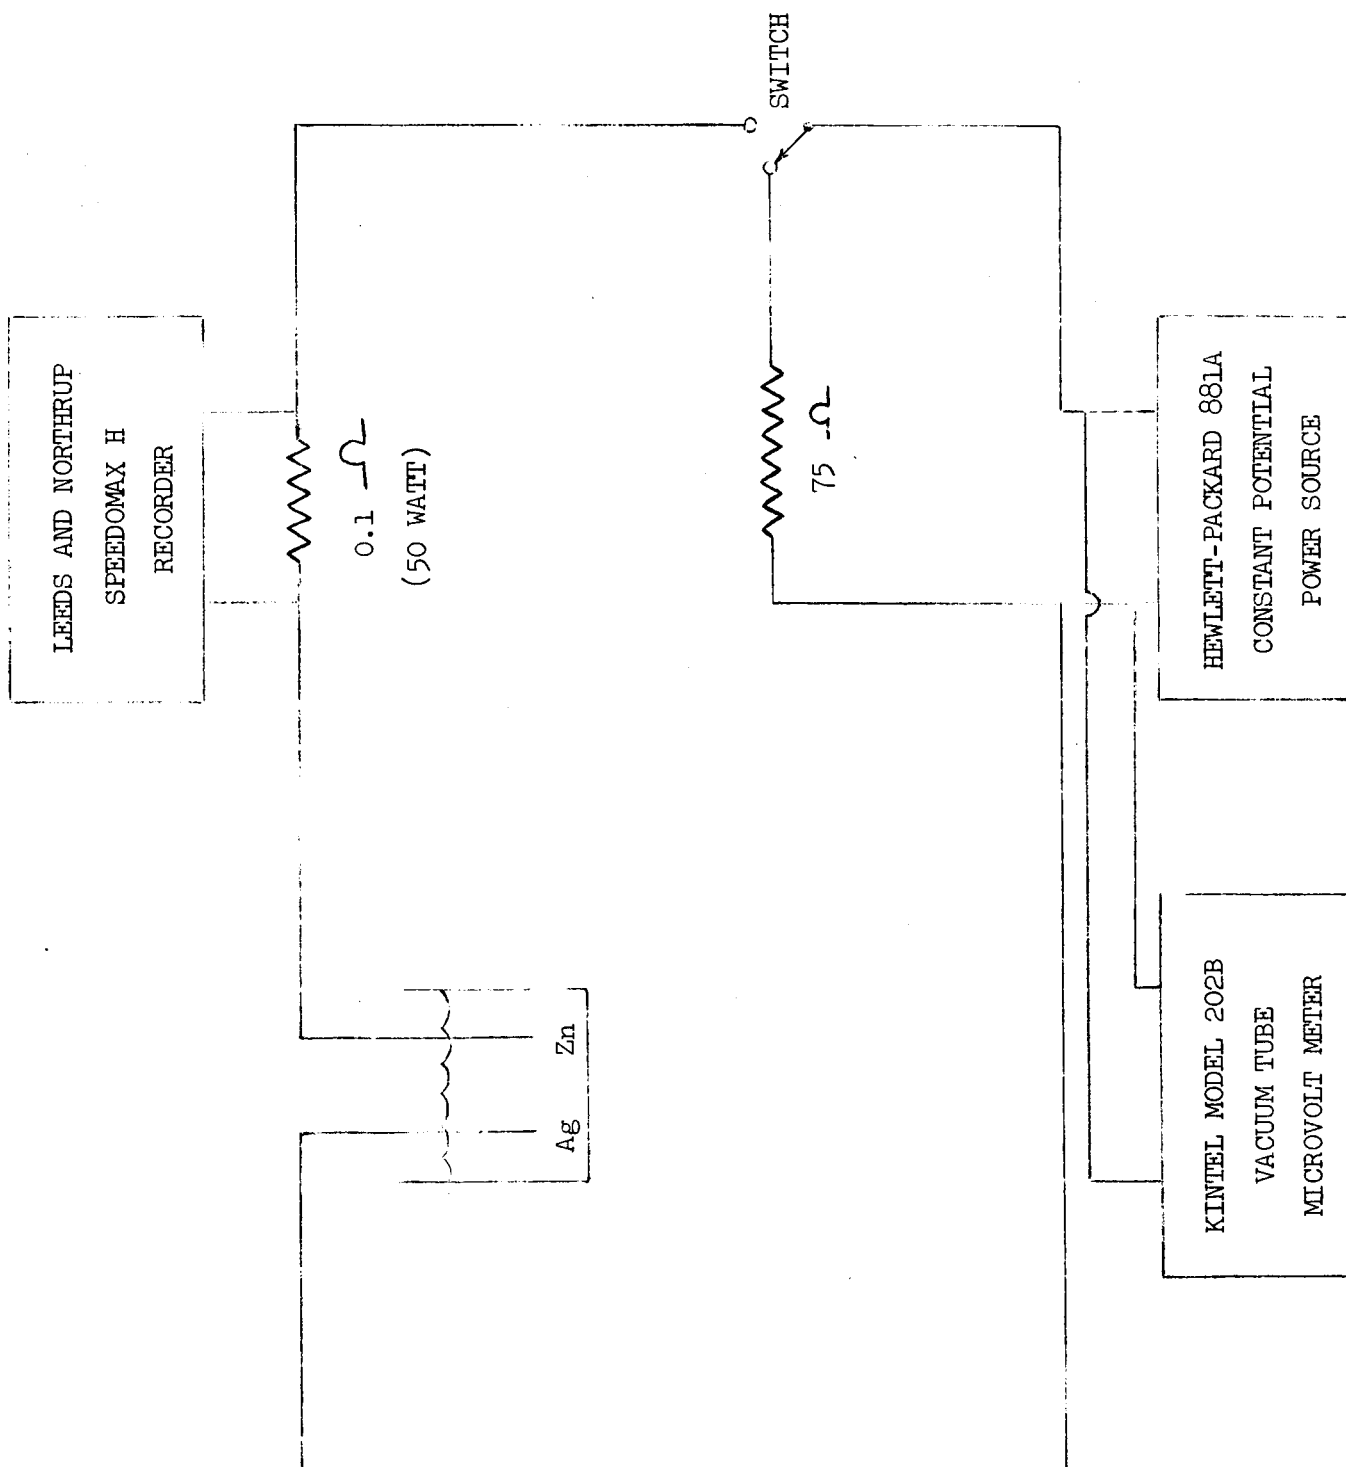 LEEDS AND NORTHRUP
SPEEDOMAX H
RECORDER
0.1 Ω
(50 WATT)
SWITCH
75 Ω
Ag
Zn
KINTEL MODEL 202B
VACUUM TUBE
MICROVOLT METER
HEWLETT-PACKARD 881A
CONSTANT POTENTIAL
POWER SOURCE